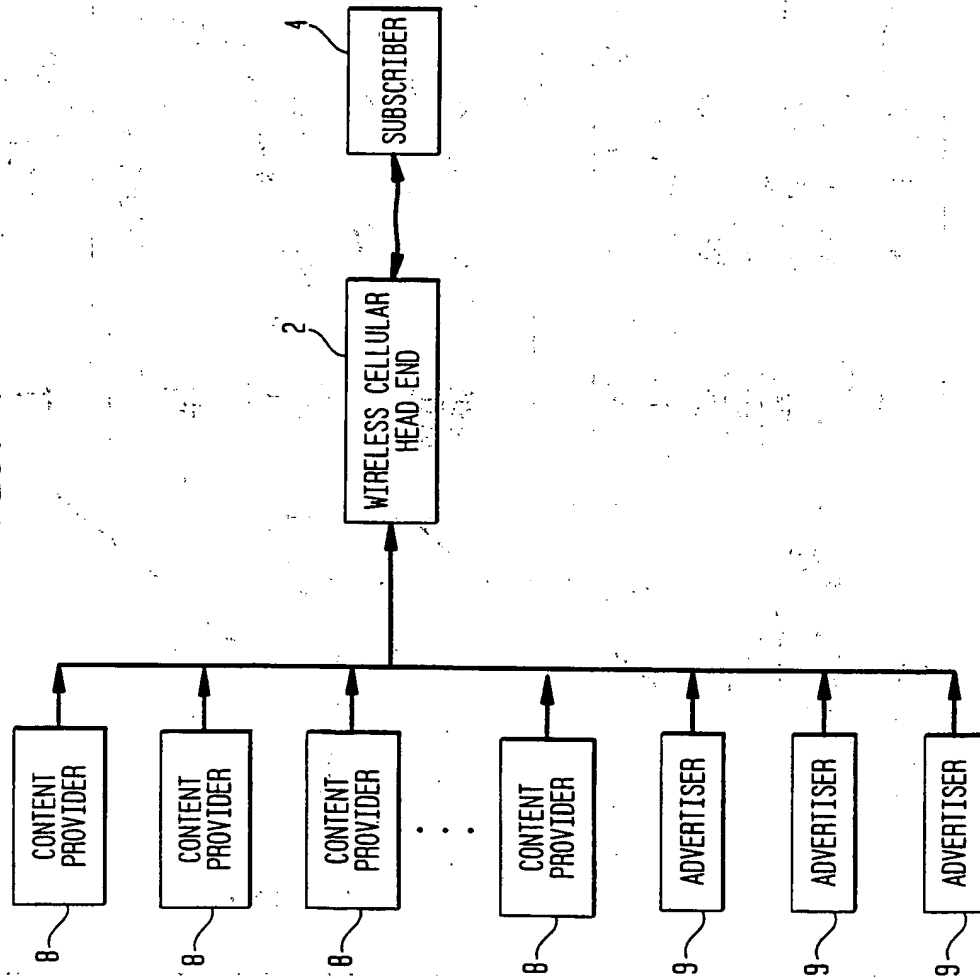 8
CONTENT
PROVIDER
8
CONTENT
PROVIDER
8
CONTENT
PROVIDER
. . .
8
CONTENT
PROVIDER
9
ADVERTISER
9
ADVERTISER
9
ADVERTISER
2
WIRELESS CELLULAR
HEAD END
4
SUBSCRIBER